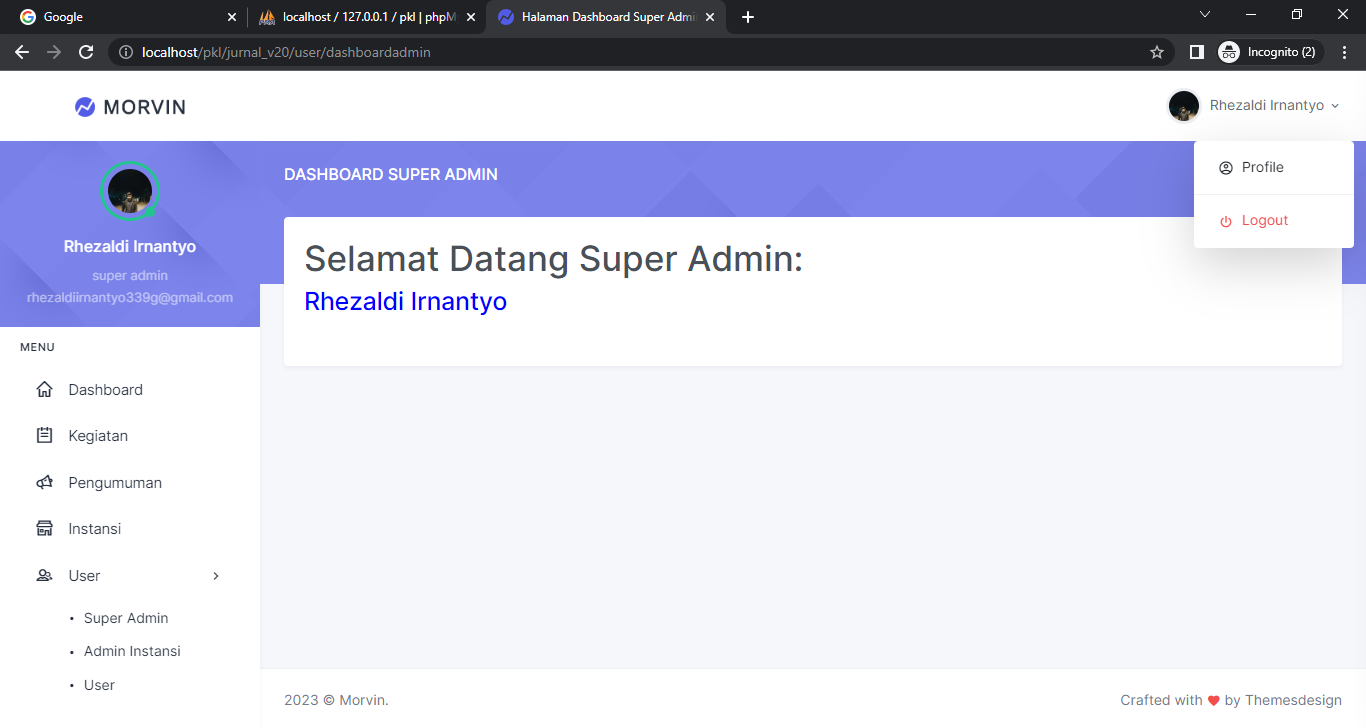 Google
localhost / 127.0.0.1 / pkl | phpM
Halaman Dashboard Super Admi
localhost/pkl/jurnal_v20/user/dashboardadmin
Incognito (2)
MORVIN
Rhezaldi Irnantyo
Profile
Logout
Rhezaldi Irnantyo
super admin
rhezaldiirnantyo339g@gmail.com
DASHBOARD SUPER ADMIN
Selamat Datang Super Admin:
Rhezaldi Irnantyo
MENU
Dashboard
Kegiatan
Pengumuman
Instansi
User
• Super Admin
• Admin Instansi
• User
2023 © Morvin.
Crafted with ❤ by Themesdesign